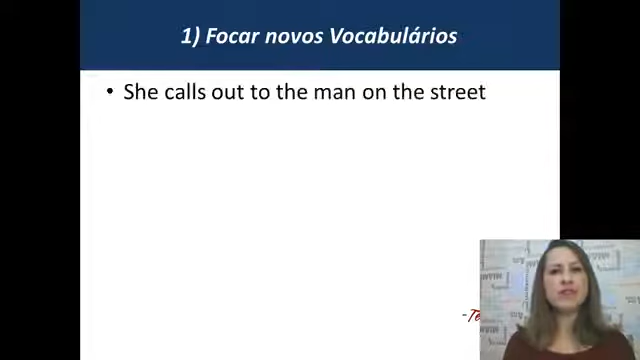 1) Focar novos Vocabulários
• She calls out to the man on the street